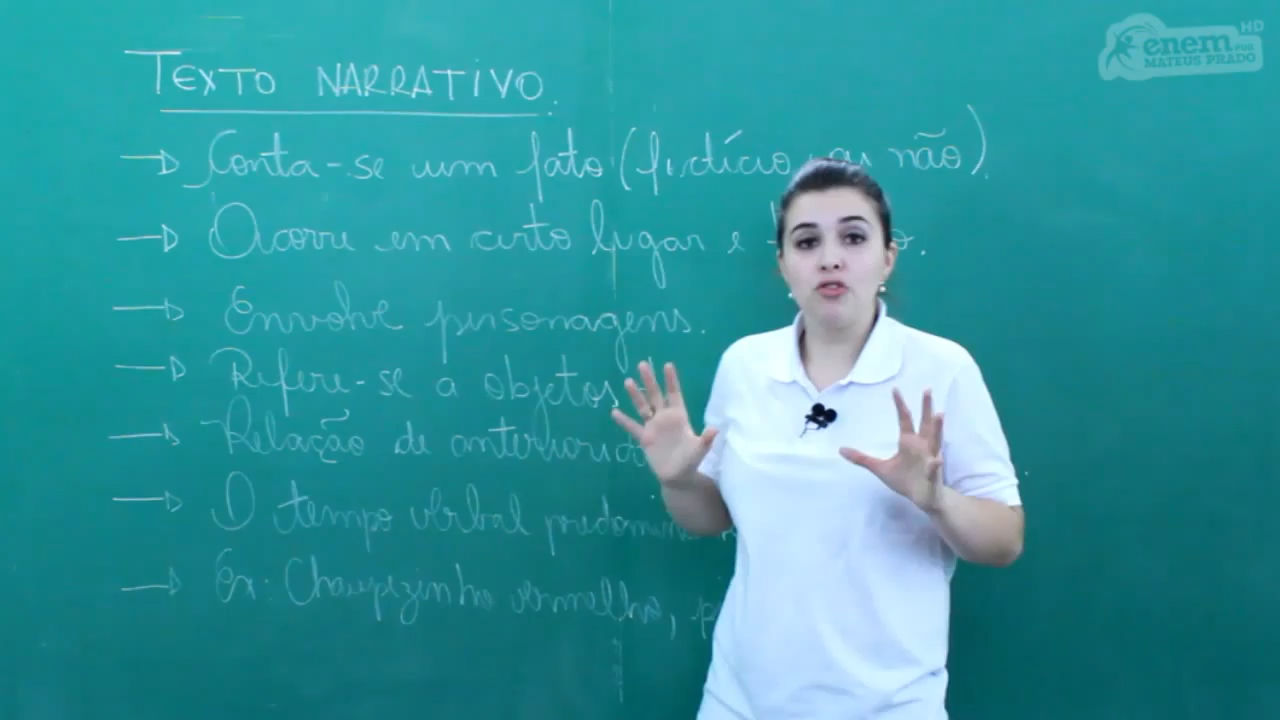 TEXTO NARRATIVO.
→ Conta-se um fato (fictício ou não).
→ Ocorre em certo lugar e
→ Envolve personagens.
→ Refere-se a objetos
→ Relação de
→ O tempo verbal
→ Ex: Chapeuzinho vermelho,
enem HD
POR
MATEUS PRADO